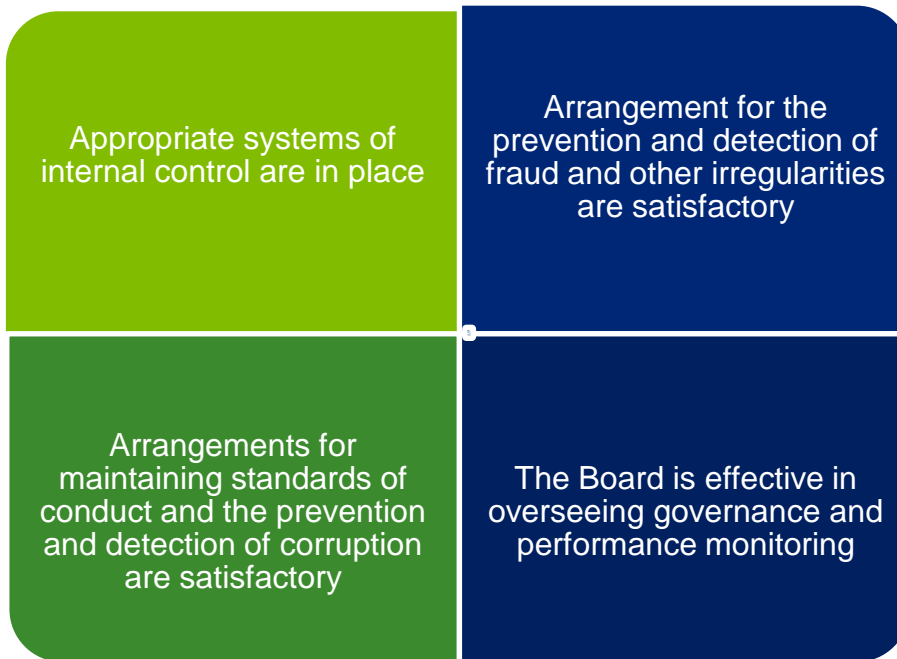 Appropriate systems of
internal control are in place
Arrangement for the
prevention and detection of
fraud and other irregularities
are satisfactory
Arrangements for
maintaining standards of
conduct and the prevention
and detection of corruption
are satisfactory
The Board is effective in
overseeing governance and
performance monitoring